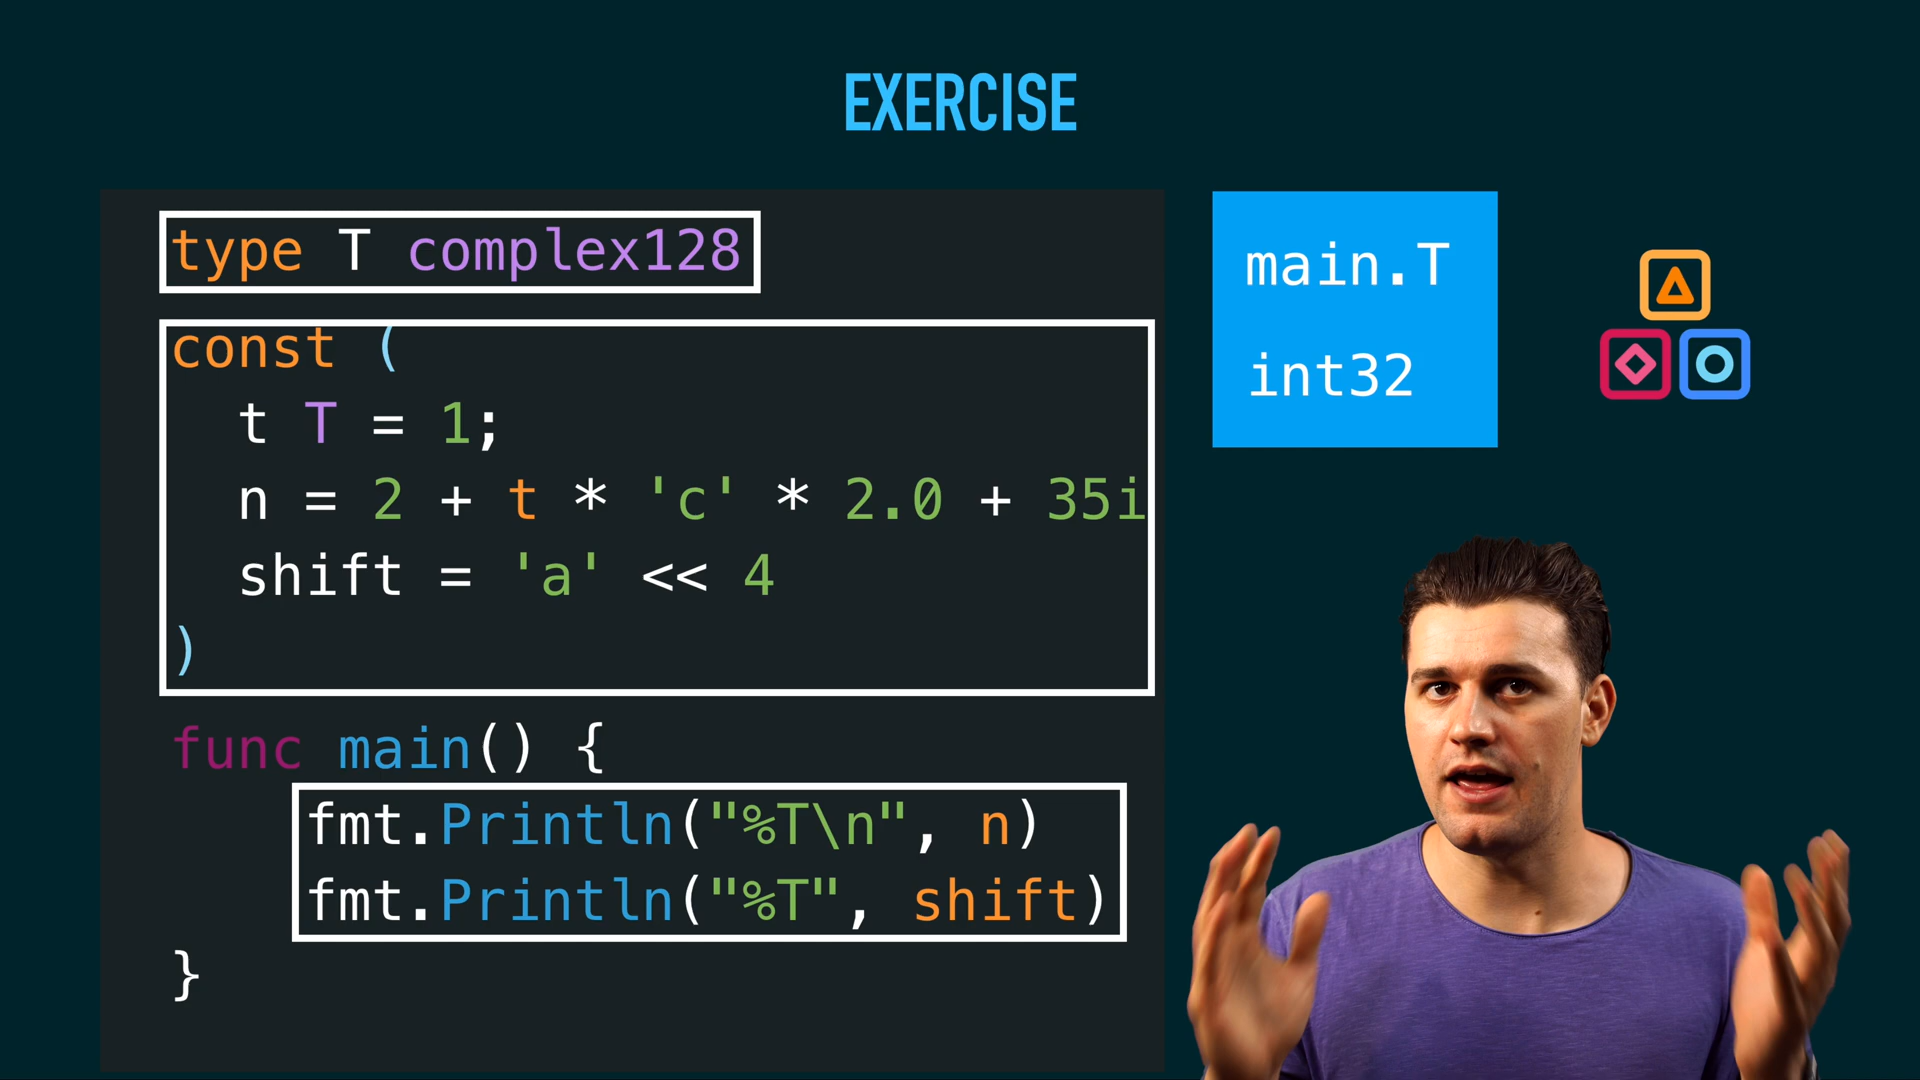 EXERCISE
type T complex128
const (
t T = 1;
n = 2 + t * 'c' * 2.0 + 35i
shift = 'a' << 4
)
func main() {
fmt.Println("%T\n", n)
fmt.Println("%T", shift)
}
main.T
int32